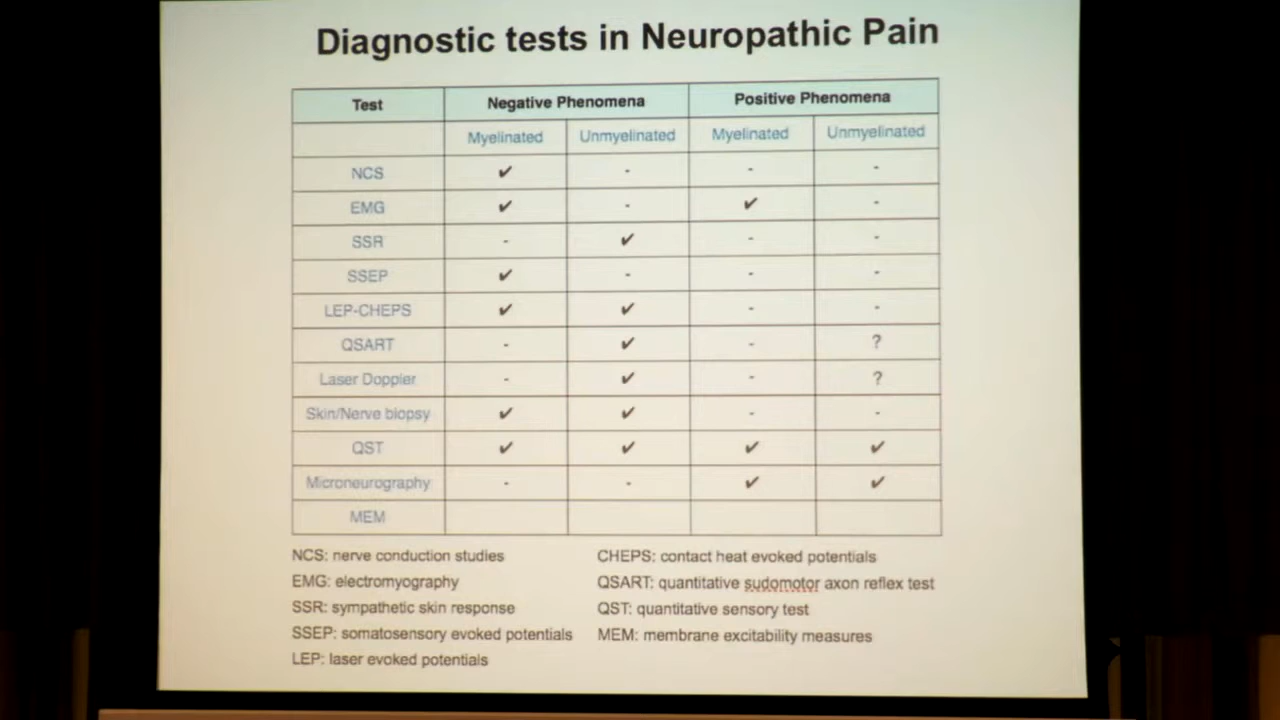 Diagnostic tests in Neuropathic Pain
Test Negative Phenomena Positive Phenomena
Myelinated Unmyelinated Myelinated Unmyelinated
NCS ✔ - - -
EMG ✔ - ✔ -
SSR - ✔ - -
SSEP ✔ - - -
LEP-CHEPS ✔ ✔ - -
QSART - ✔ - ?
Laser Doppler - ✔ - ?
Skin/Nerve biopsy ✔ ✔ - -
QST ✔ ✔ ✔ ✔
Microneurography - - ✔ ✔
MEM
NCS: nerve conduction studies
EMG: electromyography
SSR: sympathetic skin response
SSEP: somatosensory evoked potentials
LEP: laser evoked potentials
CHEPS: contact heat evoked potentials
QSART: quantitative sudomotor axon reflex test
QST: quantitative sensory test
MEM: membrane excitability measures